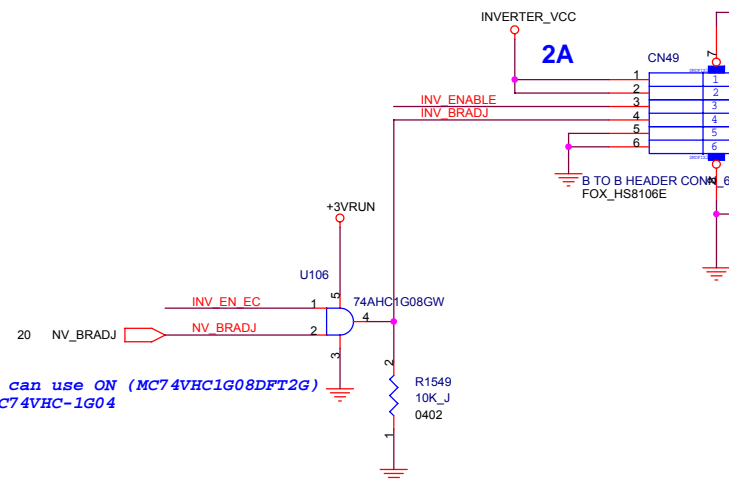 INVERTER_VCC
2A
CN49
7
1
2
3
4
5
6
1
2
3
4
5
6
INV_ENABLE
INV_BRADJ
B TO B HEADER CONN_6
FOX_HS8106E
+3VRUN
U106
5
74AHC1G08GW
INV_EN_EC
1
4
20
NV_BRADJ
NV_BRADJ
2
3
can use ON (MC74VHC1G08DFT2G)
C74VHC-1G04
2
R1549
10K_J
0402
1